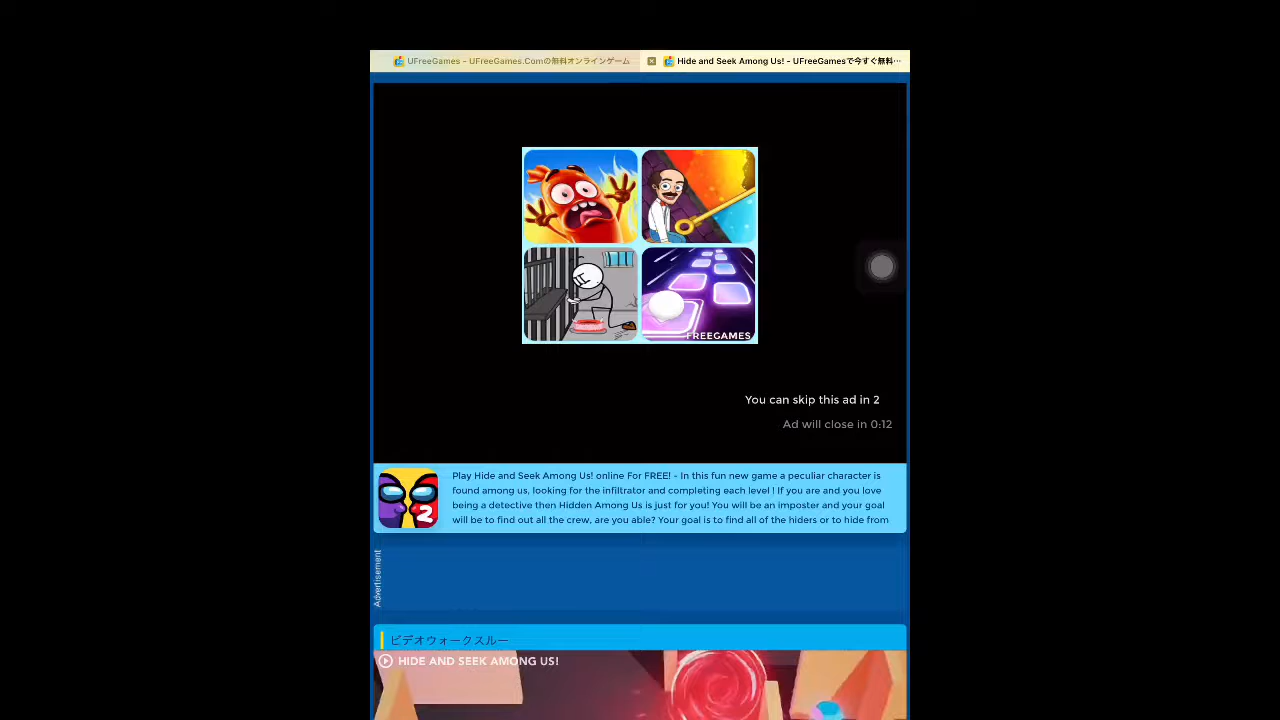 UFreeGames - UFreeGames.Comの無料オンラインゲーム
Hide and Seek Among Us! - UFreeGamesで今すぐ無料…
FREEGAMES
You can skip this ad in 2
Ad will close in 0:12
2
Play Hide and Seek Among Us! online For FREE! - In this fun new game a peculiar character is
found among us, looking for the infiltrator and completing each level ! If you are and you love
being a detective then Hidden Among Us is just for you! You will be an imposter and your goal
will be to find out all the crew, are you able? Your goal is to find all of the hiders or to hide from
Advertisement
ビデオウォークスルー
HIDE AND SEEK AMONG US!